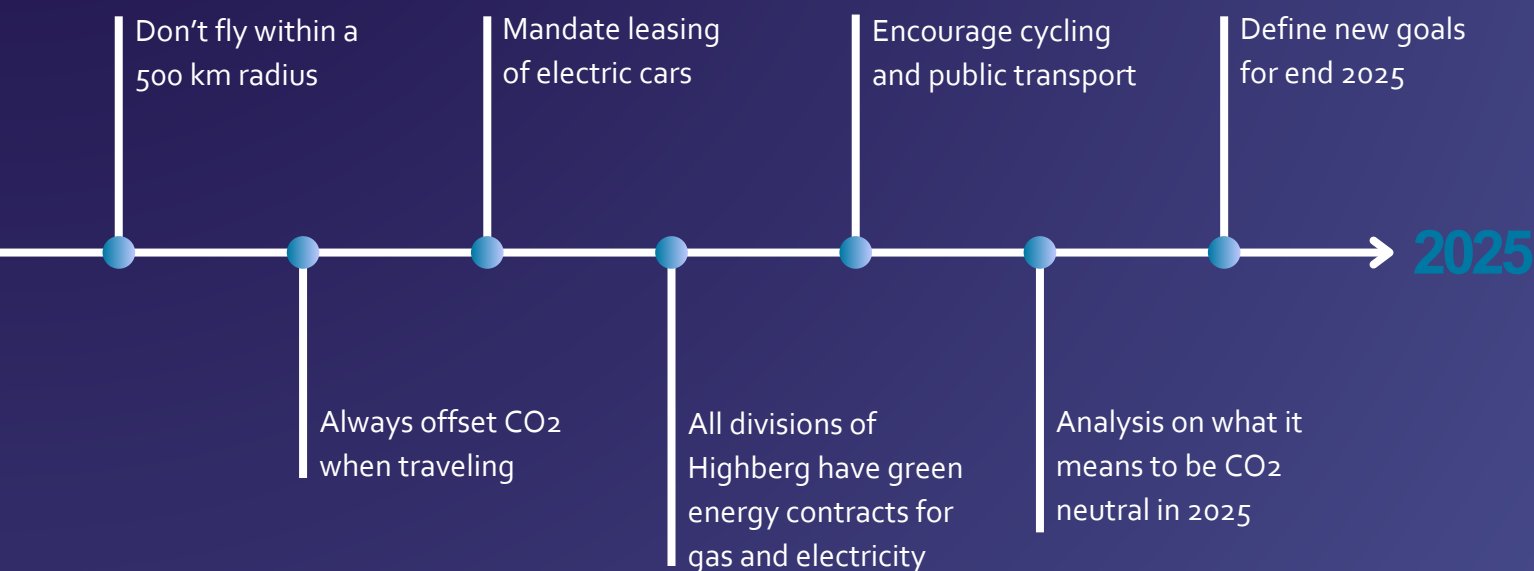 Don't fly within a
500 km radius
Mandate leasing
of electric cars
Encourage cycling
and public transport
Define new goals
for end 2025
2025
Always offset CO2
when traveling
All divisions of
Highberg have green
energy contracts for
gas and electricity
Analysis on what it
means to be CO2
neutral in 2025